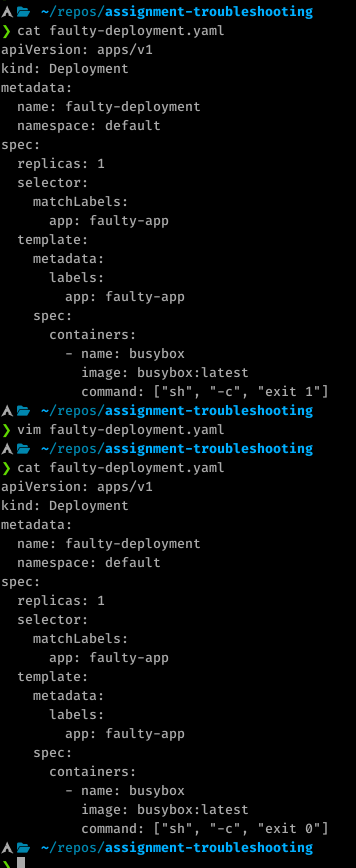 ~/repos/assignment-troubleshooting
❯ cat faulty-deployment.yaml
apiVersion: apps/v1
kind: Deployment
metadata:
  name: faulty-deployment
  namespace: default
spec:
  replicas: 1
  selector:
    matchLabels:
      app: faulty-app
  template:
    metadata:
      labels:
        app: faulty-app
    spec:
      containers:
        - name: busybox
          image: busybox:latest
          command: ["sh", "-c", "exit 1"]
~/repos/assignment-troubleshooting
❯ vim faulty-deployment.yaml
~/repos/assignment-troubleshooting
❯ cat faulty-deployment.yaml
apiVersion: apps/v1
kind: Deployment
metadata:
  name: faulty-deployment
  namespace: default
spec:
  replicas: 1
  selector:
    matchLabels:
      app: faulty-app
  template:
    metadata:
      labels:
        app: faulty-app
    spec:
      containers:
        - name: busybox
          image: busybox:latest
          command: ["sh", "-c", "exit 0"]
~/repos/assignment-troubleshooting
❯